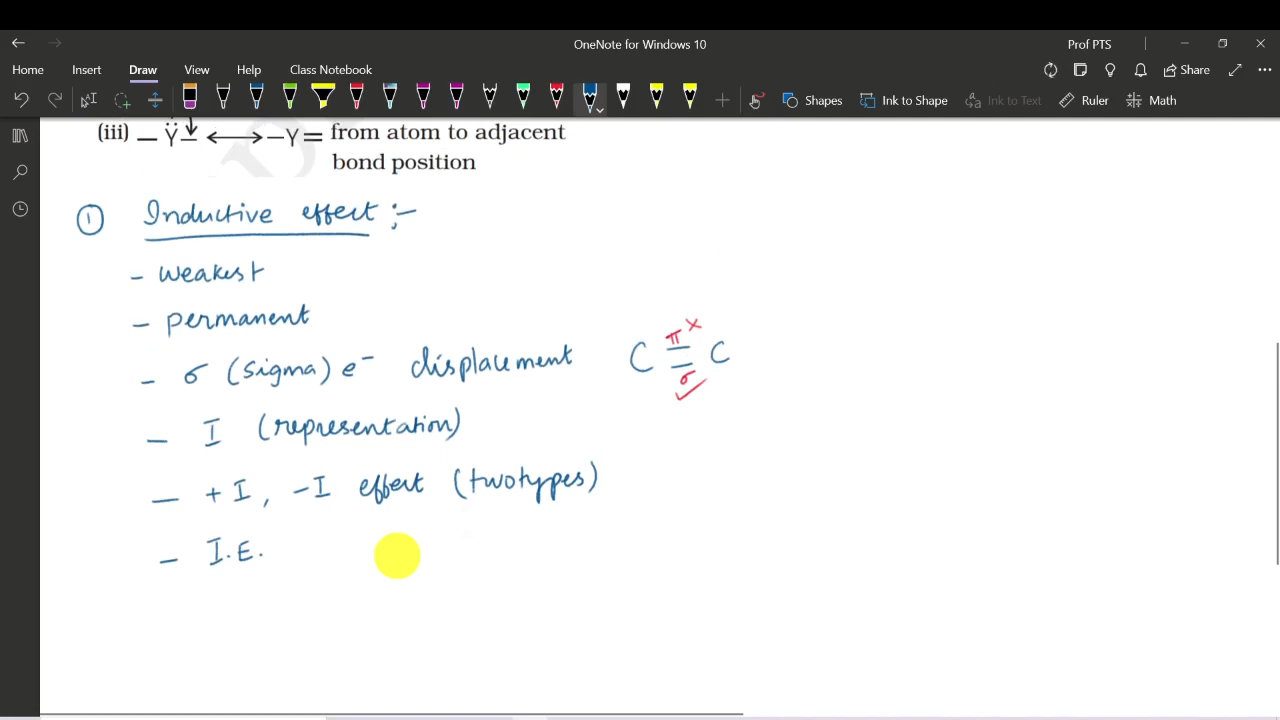 OneNote for Windows 10
Prof PTS
Home Insert Draw View Help Class Notebook
Share
Shapes Ink to Shape Ink to Text Ruler Math
(iii) – Ÿ – ⟷ –Y = from atom to adjacent
bond position
① Inductive effect :-
- weakest
- permanent
- σ (sigma) e⁻ displacement
π x
C = C
σ ✓
- I (representation)
- +I, -I effect (twotypes)
- I.E.